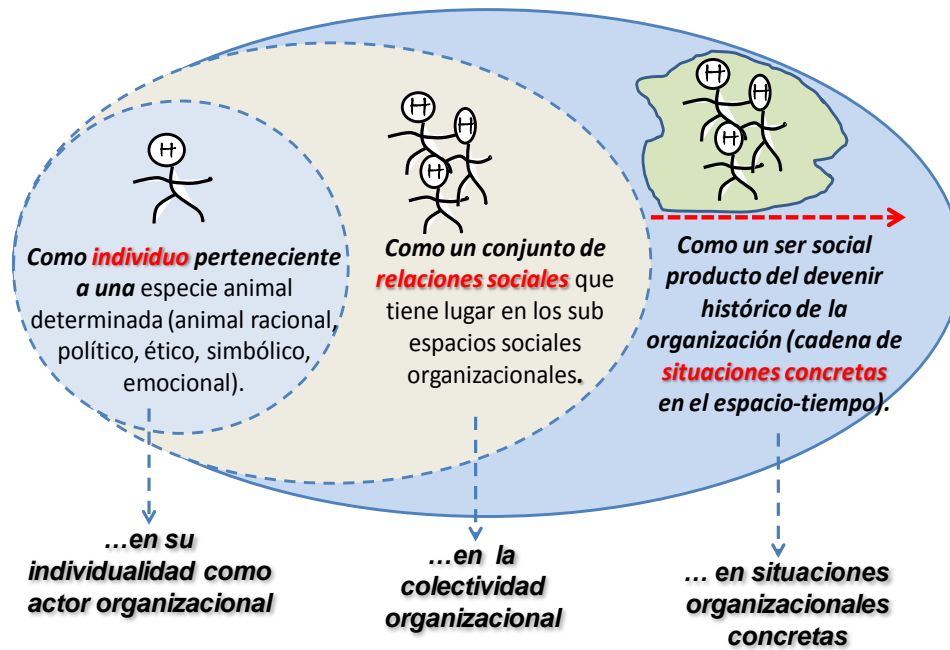 H
Como individuo perteneciente
a una especie animal
determinada (animal racional,
político, ético, simbólico,
emocional).
H
H
H
Como un conjunto de
relaciones sociales que
tiene lugar en los sub
espacios sociales
organizacionales.
H
H
H
Como un ser social
producto del devenir
histórico de la
organización (cadena de
situaciones concretas
en el espacio-tiempo).
…en su
individualidad como
actor organizacional
…en la
colectividad
organizacional
… en situaciones
organizacionales
concretas